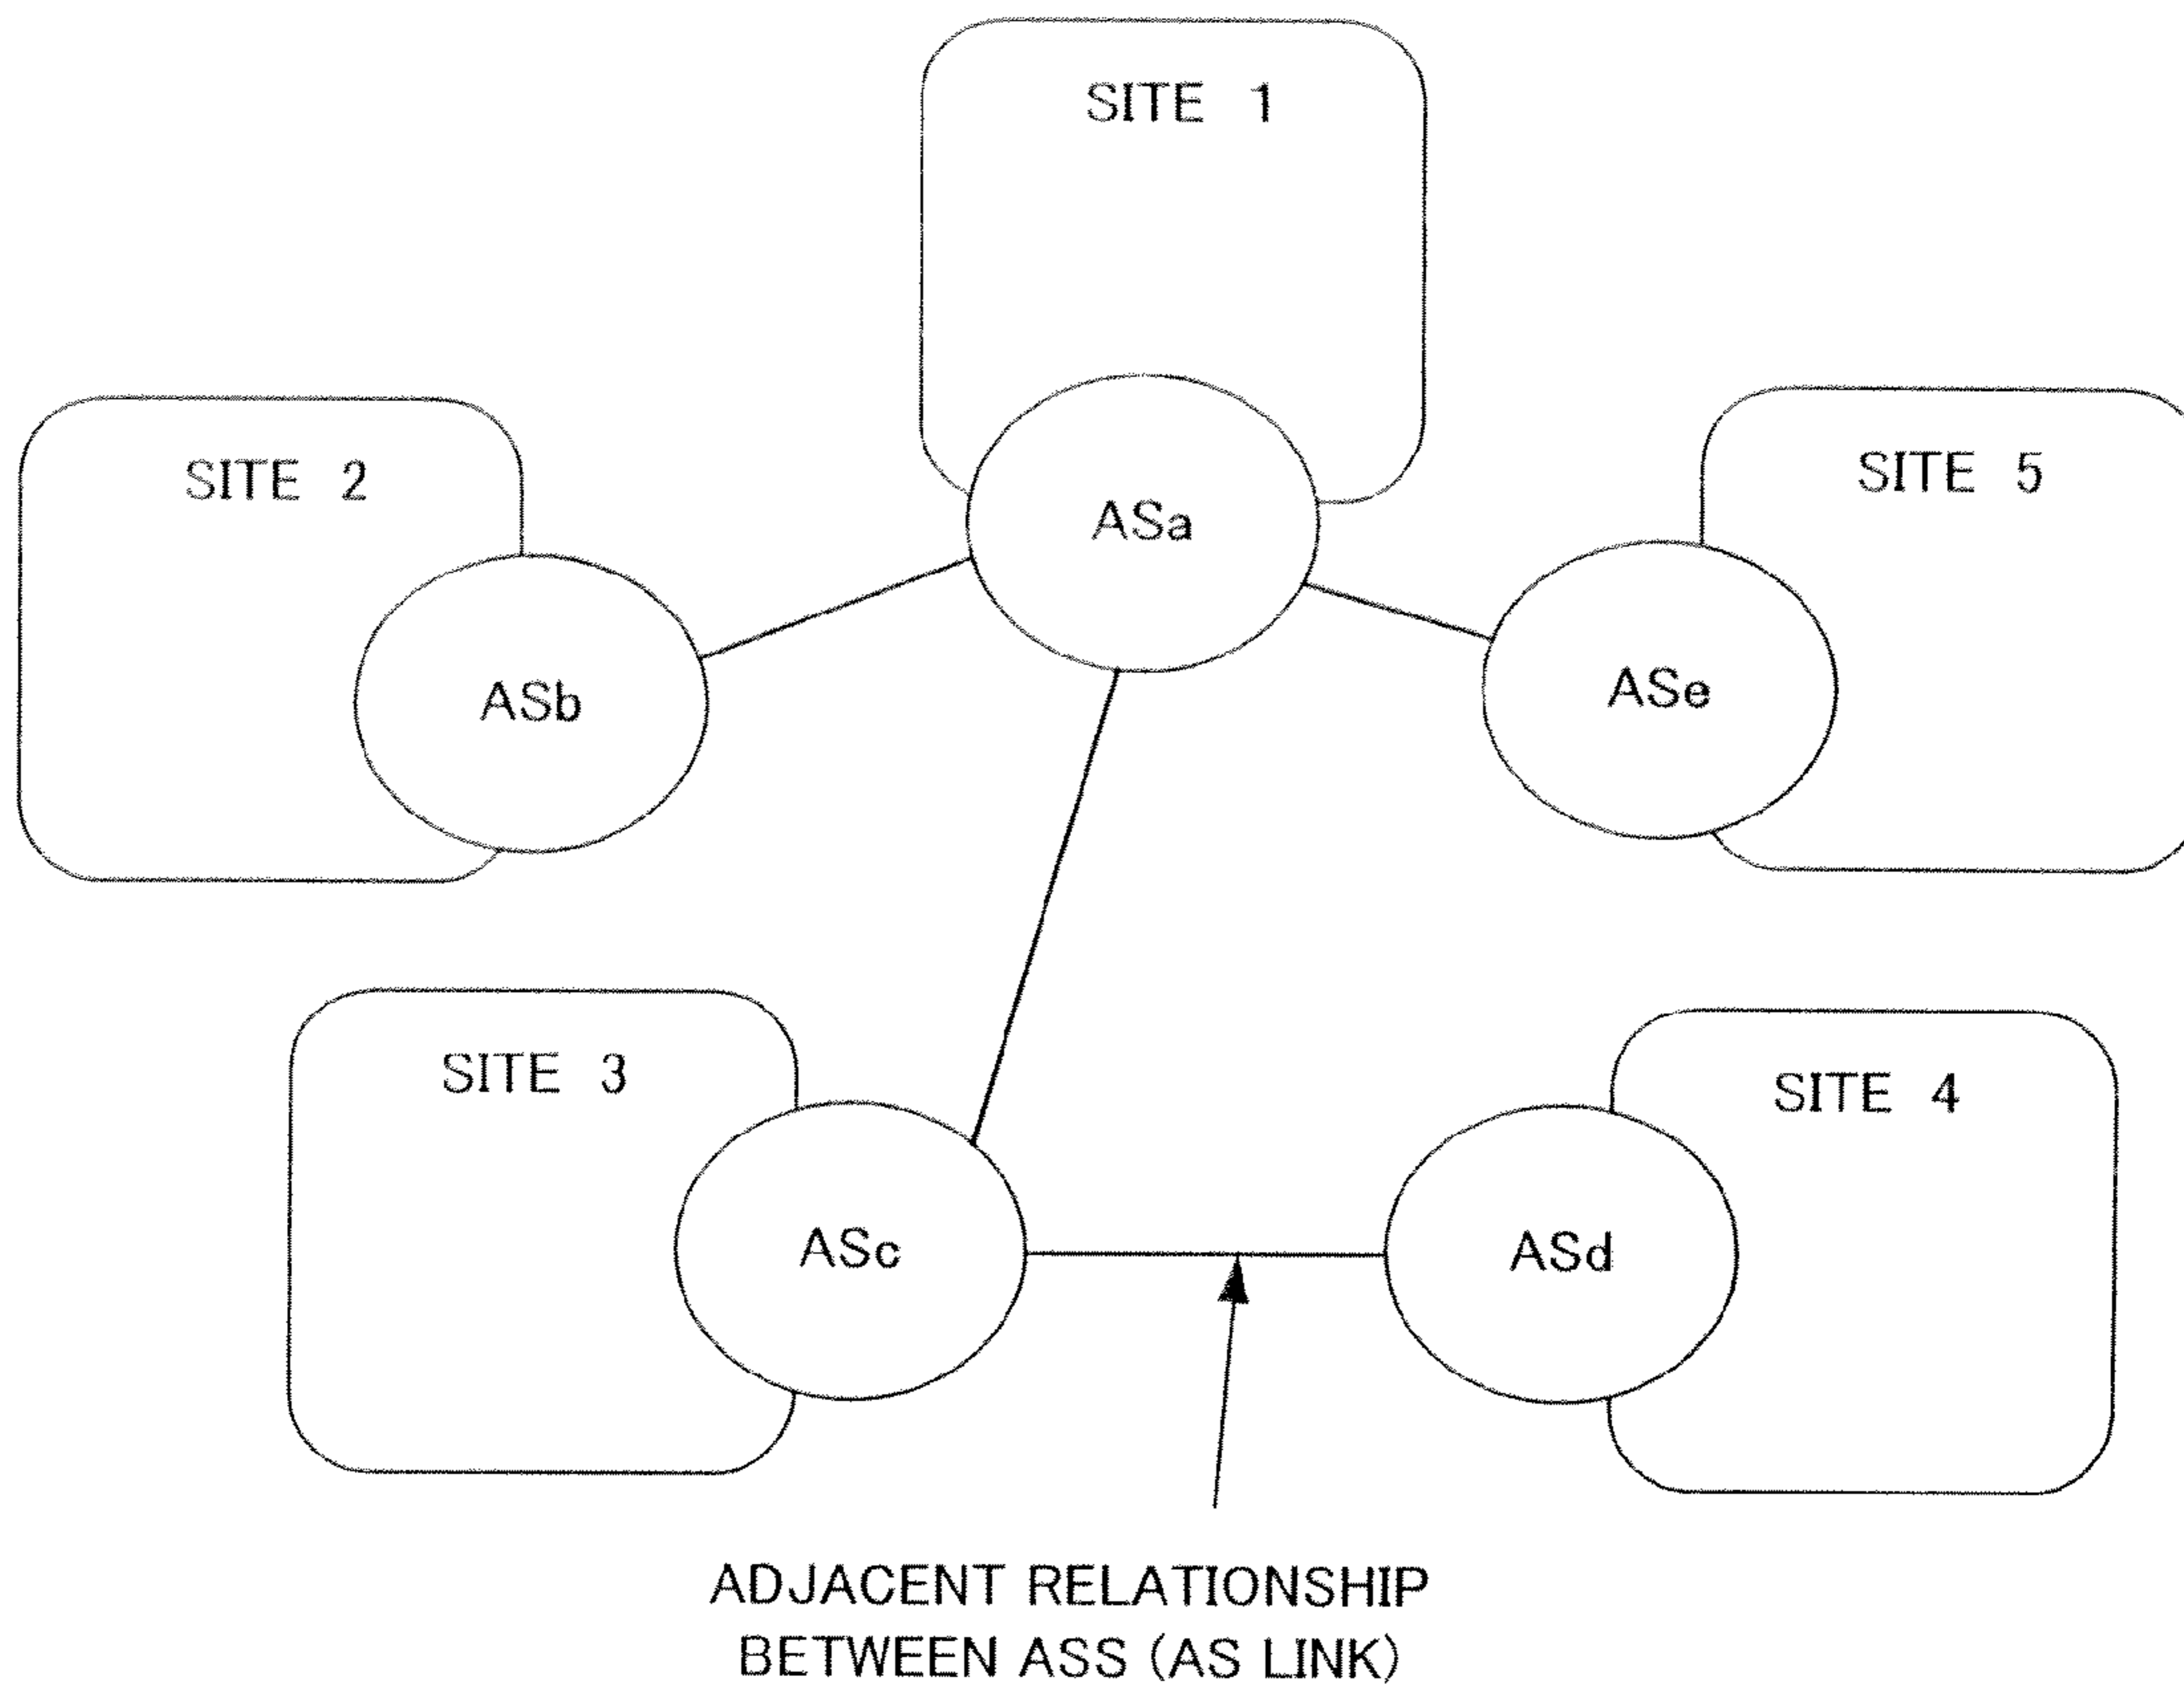 SITE 1
SITE 2
SITE 5
ASa
ASb
ASe
SITE 3
SITE 4
ASc
ASd
ADJACENT RELATIONSHIP
BETWEEN ASS (AS LINK)